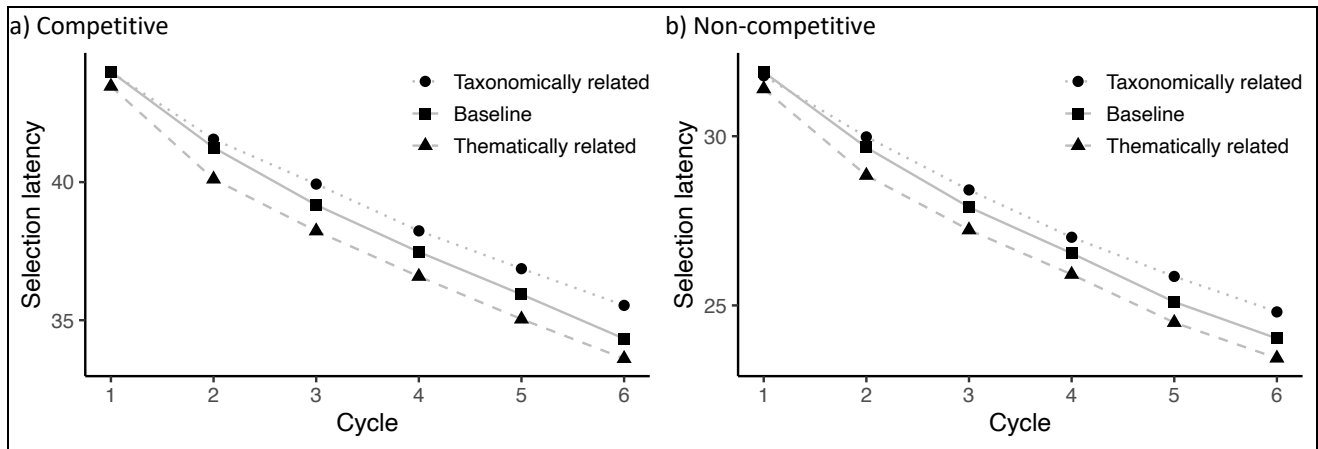 a) Competitive
Taxonomically related
Baseline
Thematically related
Selection latency
40
35
1 2 3 4 5 6
Cycle
b) Non-competitive
Taxonomically related
Baseline
Thematically related
Selection latency
30
25
1 2 3 4 5 6
Cycle